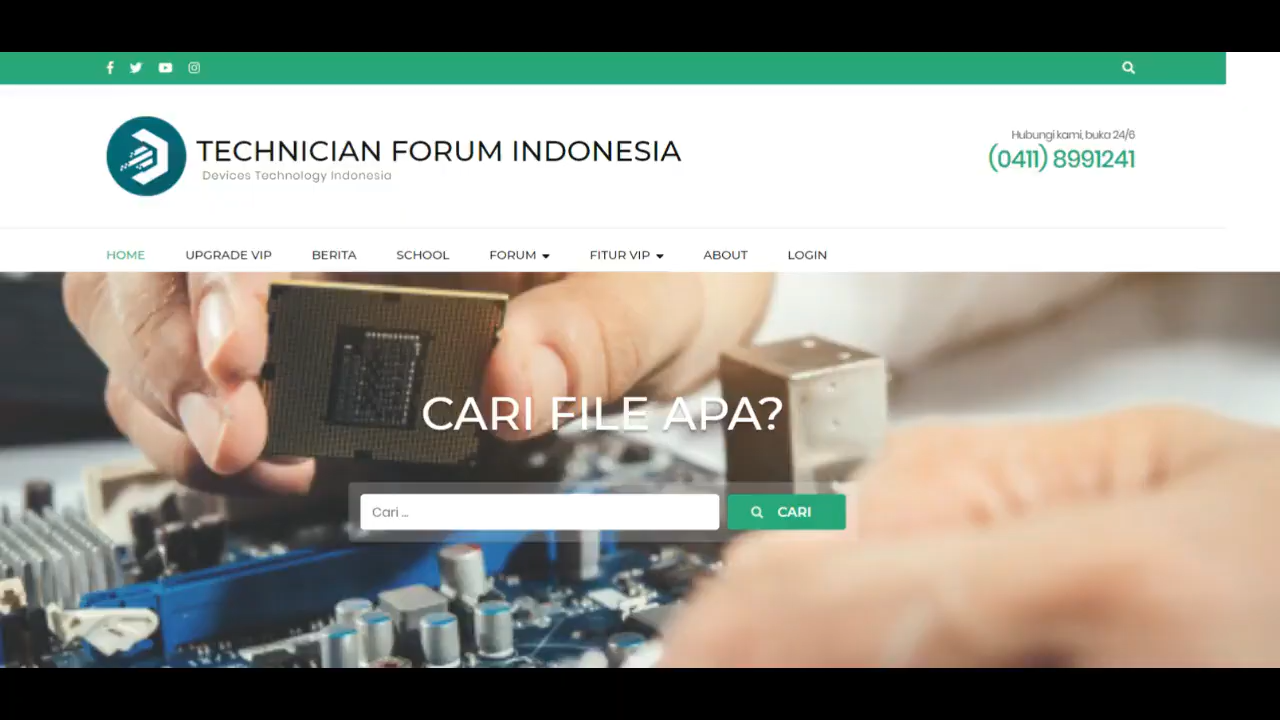 TECHNICIAN FORUM INDONESIA
Devices Technology Indonesia
Hubungi kami, buka 24/6
(0411) 8991241
HOME UPGRADE VIP BERITA SCHOOL FORUM FITUR VIP ABOUT LOGIN
CARI FILE APA?
Cari ...
CARI